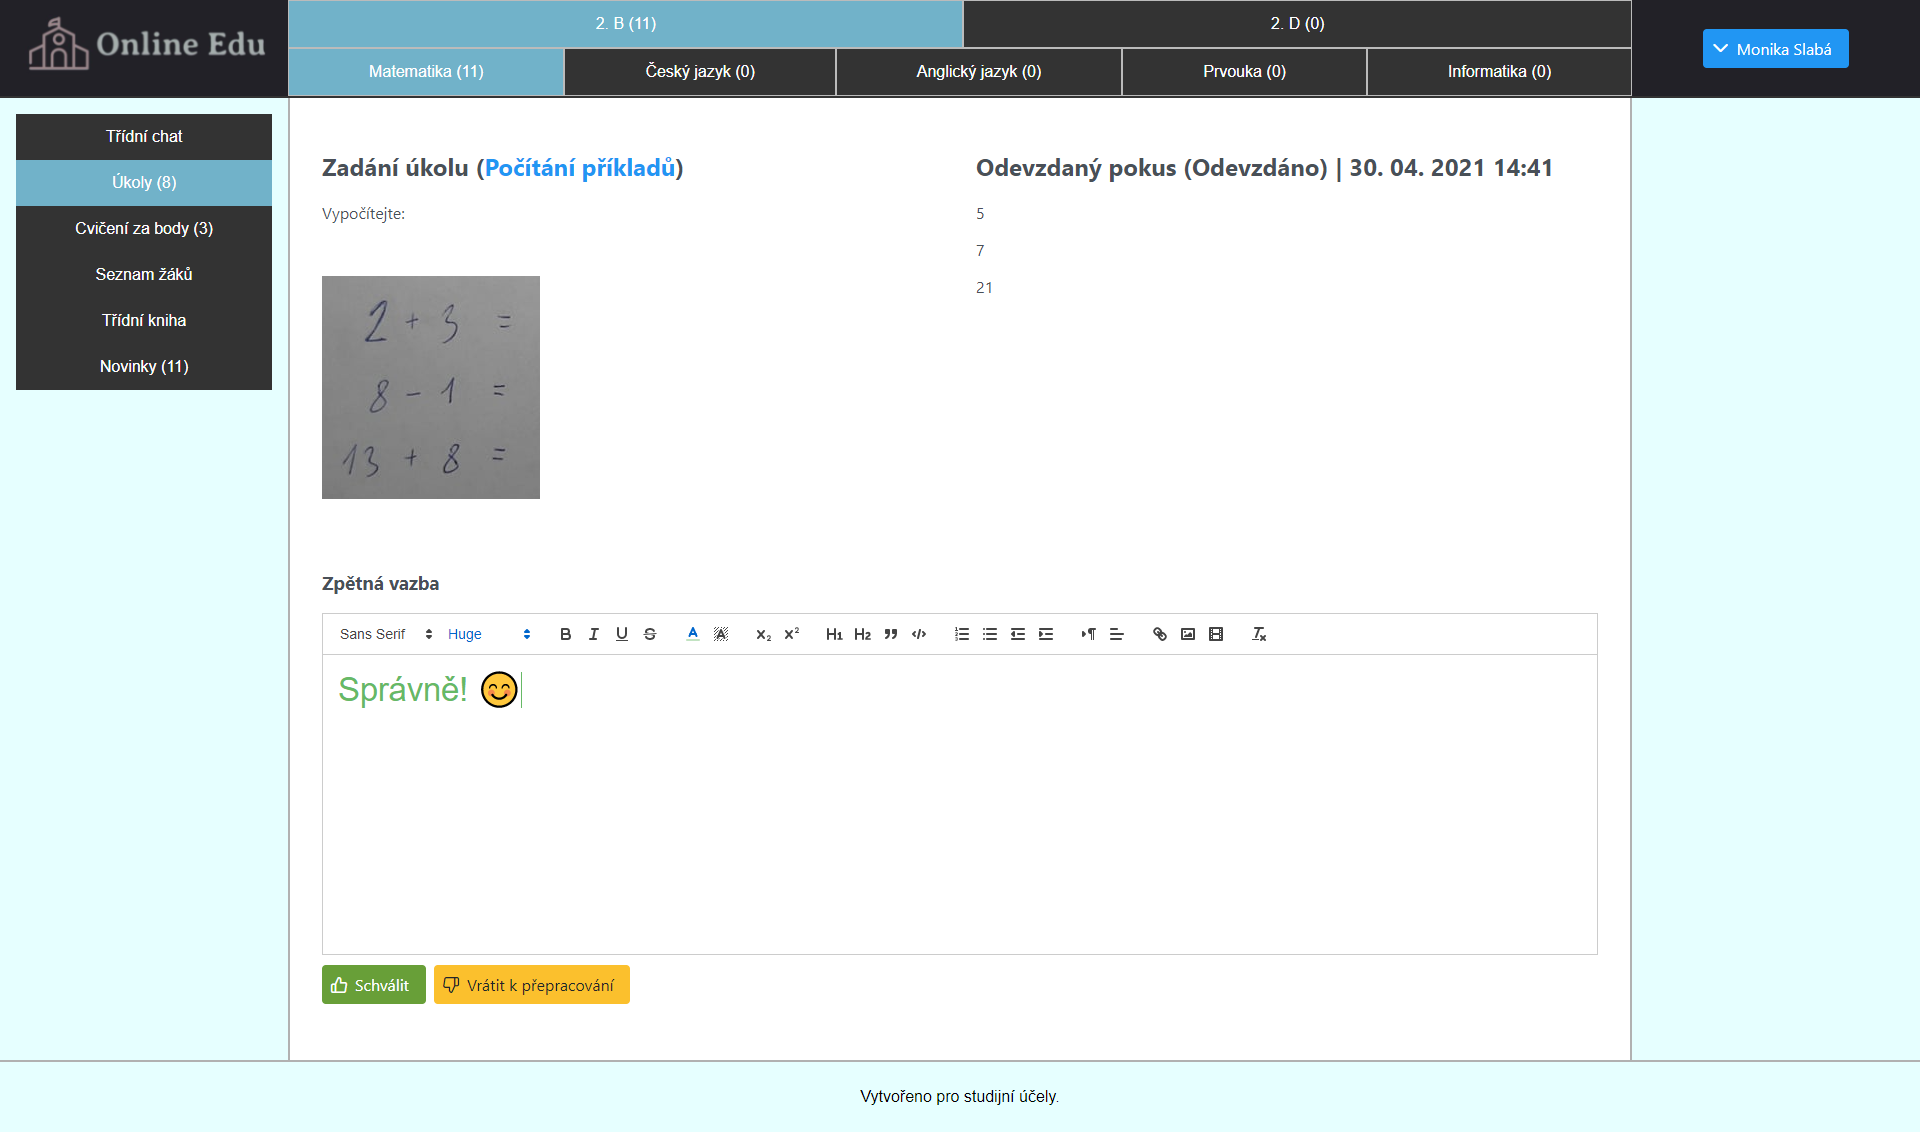 Online Edu
2. B (11)
2. D (0)
Matematika (11)
Český jazyk (0)
Anglický jazyk (0)
Prvouka (0)
Informatika (0)
Monika Slabá
Třídní chat
Úkoly (8)
Cvičení za body (3)
Seznam žáků
Třídní kniha
Novinky (11)
Zadání úkolu (Počítání příkladů)
Vypočítejte:
2 + 3 =
8 - 1 =
13 + 8 =
Odevzdaný pokus (Odevzdáno) | 30. 04. 2021 14:41
5
7
21
Zpětná vazba
Sans Serif Huge
Správně! 😊
Schválit
Vrátit k přepracování
Vytvořeno pro studijní účely.